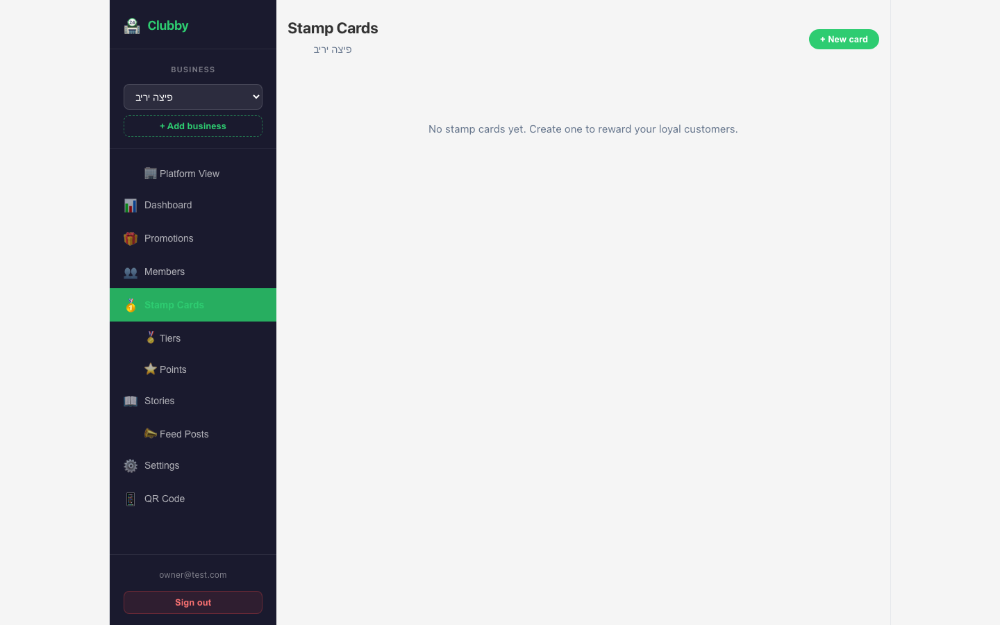 Clubby
BUSINESS
פיצה יריב
+ Add business
Platform View
Dashboard
Promotions
Members
Stamp Cards
Tiers
Points
Stories
Feed Posts
Settings
QR Code
owner@test.com
Sign out
Stamp Cards
פיצה יריב
+ New card
No stamp cards yet. Create one to reward your loyal customers.